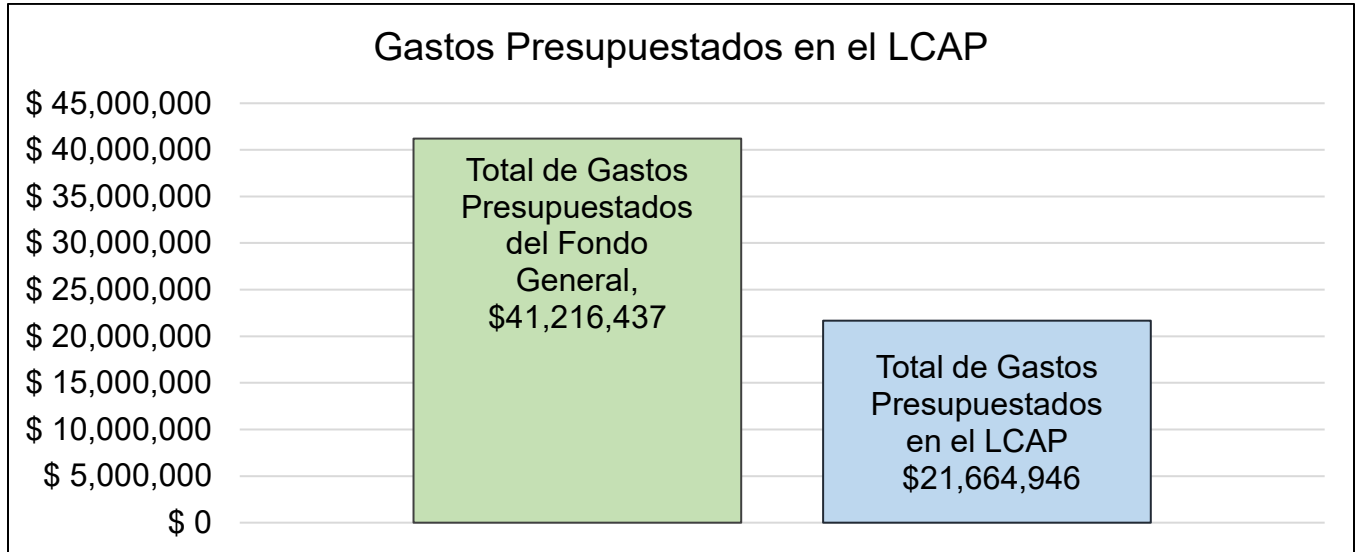 Gastos Presupuestados en el LCAP
$ 45,000,000
$ 40,000,000
$ 35,000,000
$ 30,000,000
$ 25,000,000
$ 20,000,000
$ 15,000,000
$ 10,000,000
$ 5,000,000
$ 0
Total de Gastos
Presupuestados
del Fondo
General,
$41,216,437
Total de Gastos
Presupuestados
en el LCAP
$21,664,946